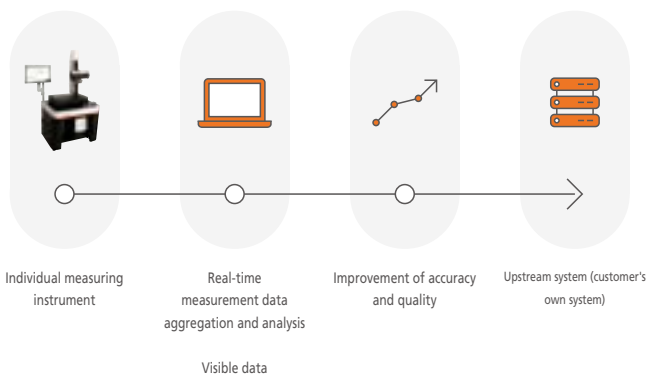 Individual measuring
instrument
Real-time
measurement data
aggregation and analysis
Visible data
Improvement of accuracy
and quality
Upstream system (customer's
own system)